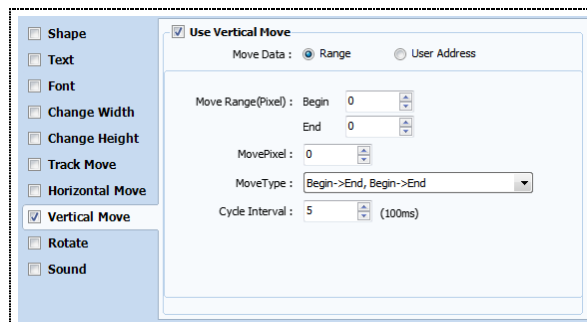 Shape
Text
Font
Change Width
Change Height
Track Move
Horizontal Move
Vertical Move
Rotate
Sound
Use Vertical Move
Move Data : Range User Address
Move Range(Pixel) : Begin 0
End 0
MovePixel : 0
MoveType : Begin->End, Begin->End
Cycle Interval : 5 (100ms)